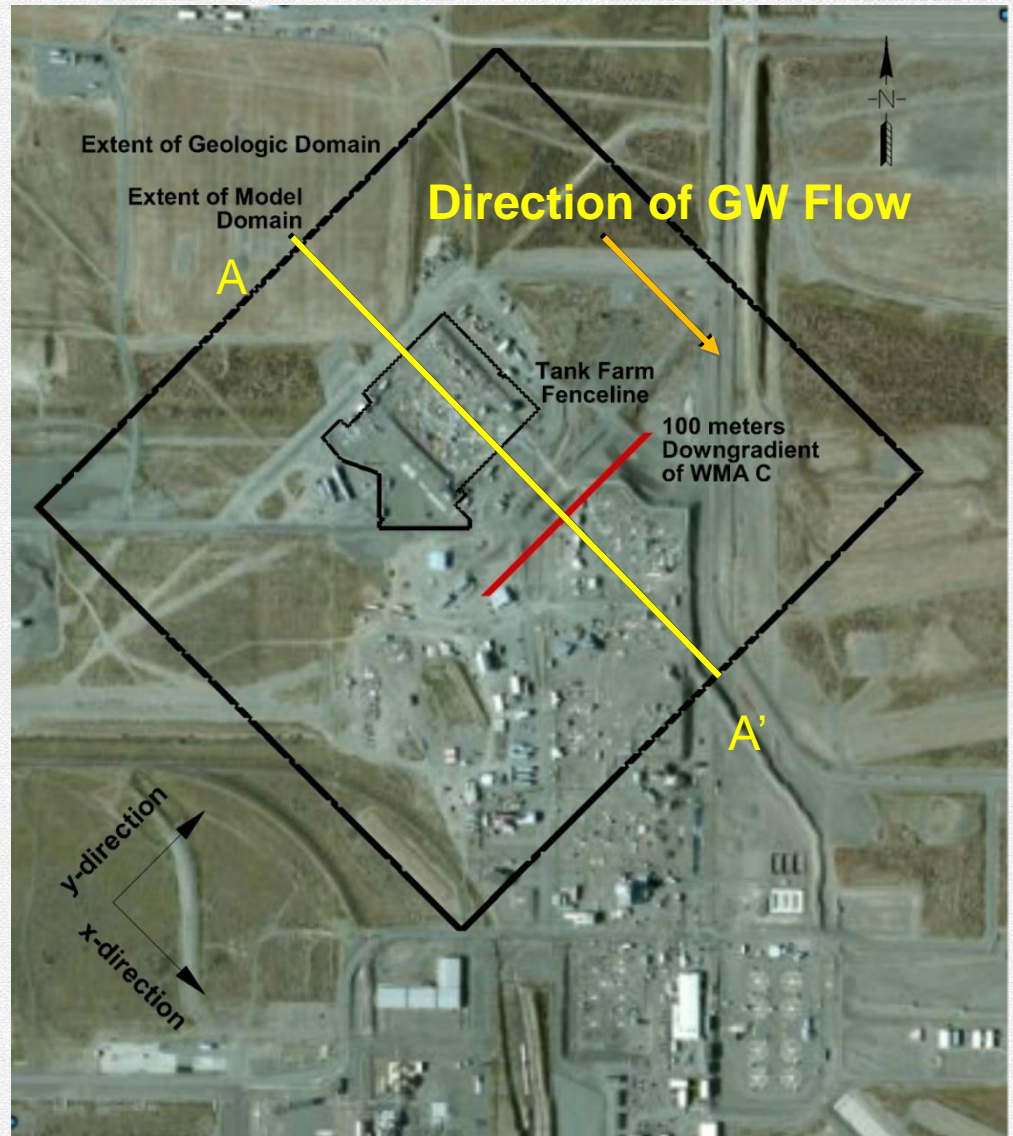 -N-
Extent of Geologic Domain
Extent of Model
Domain
Direction of GW Flow
A
Tank Farm
Fenceline
100 meters
Downgradient
of WMA C
A’
y-direction
x-direction